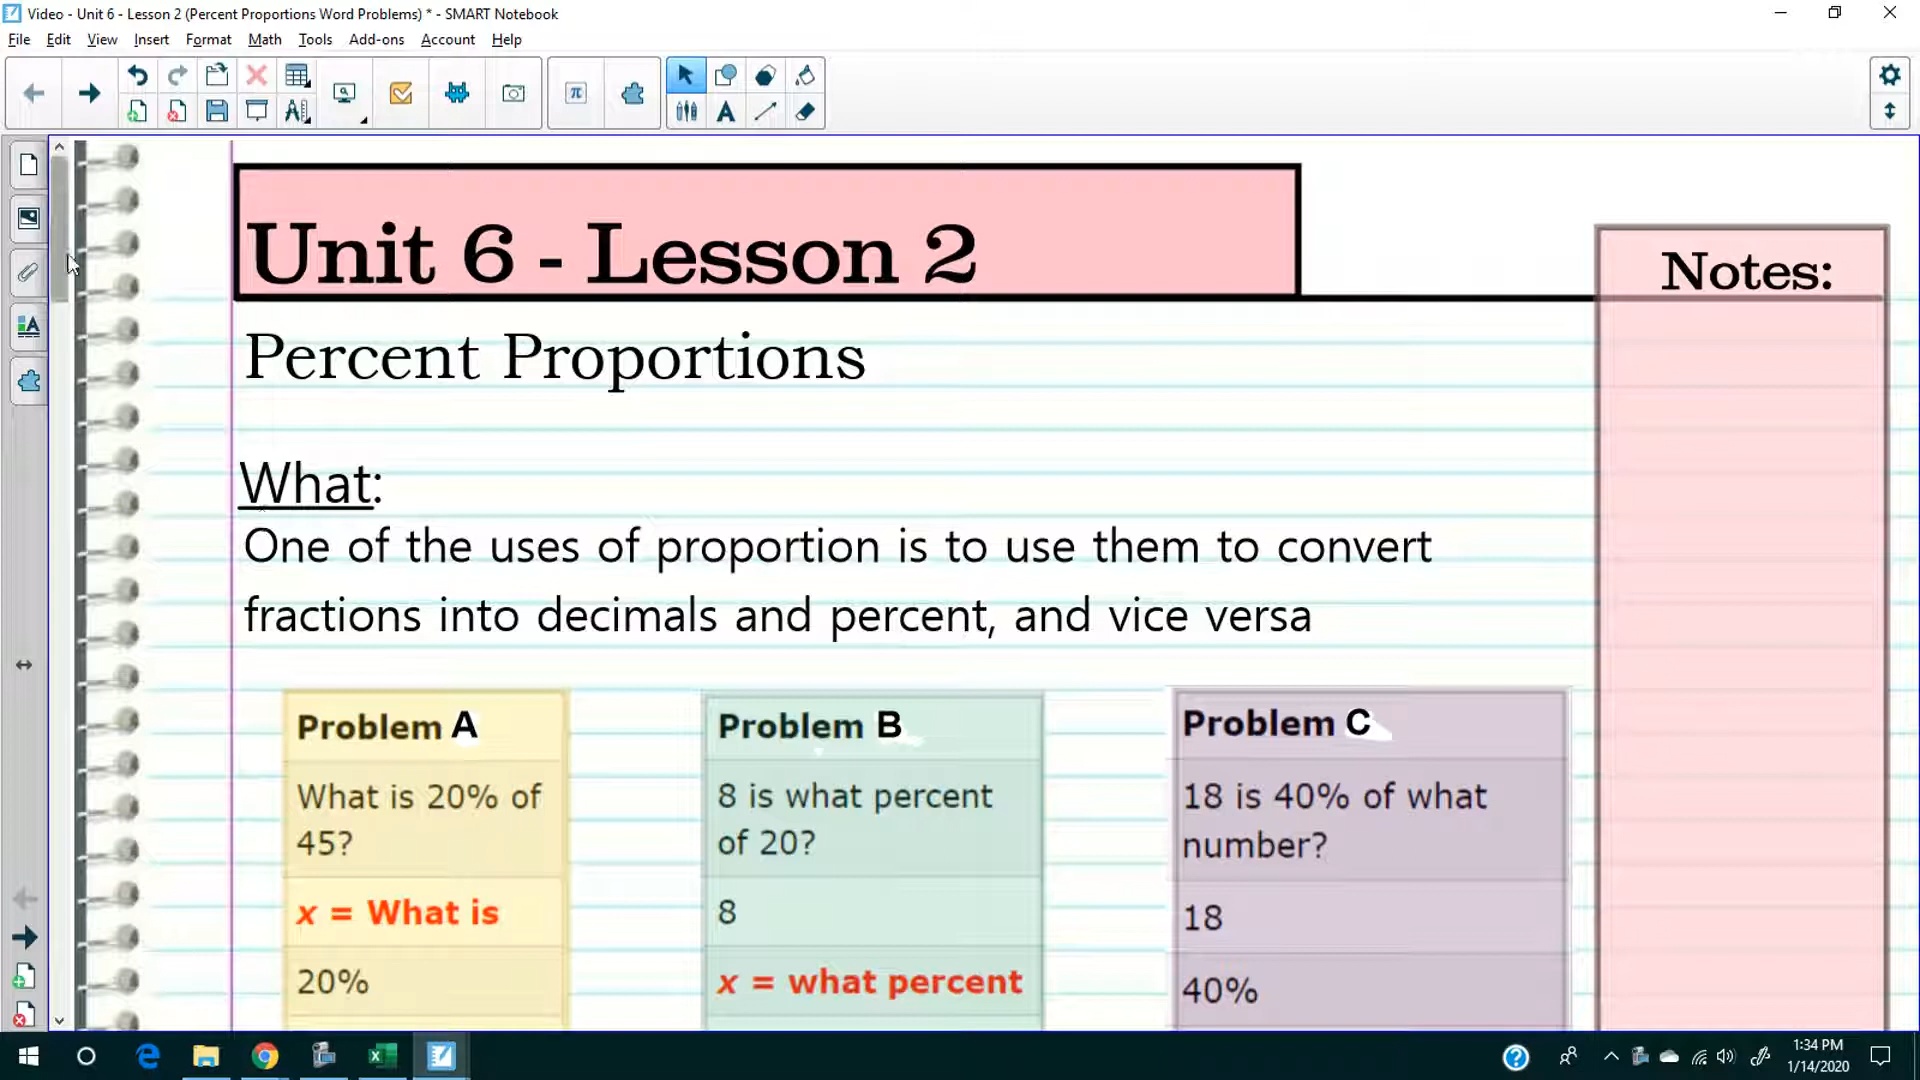 Video - Unit 6 - Lesson 2 (Percent Proportions Word Problems) * - SMART Notebook
File Edit View Insert Format Math Tools Add-ons Account Help
Unit 6 - Lesson 2
Notes:
Percent Proportions
What:
One of the uses of proportion is to use them to convert
fractions into decimals and percent, and vice versa
Problem A
What is 20% of
45?
x = What is
20%
Problem B
8 is what percent
of 20?
8
x = what percent
Problem C
18 is 40% of what
number?
18
40%
1:34 PM
1/14/2020